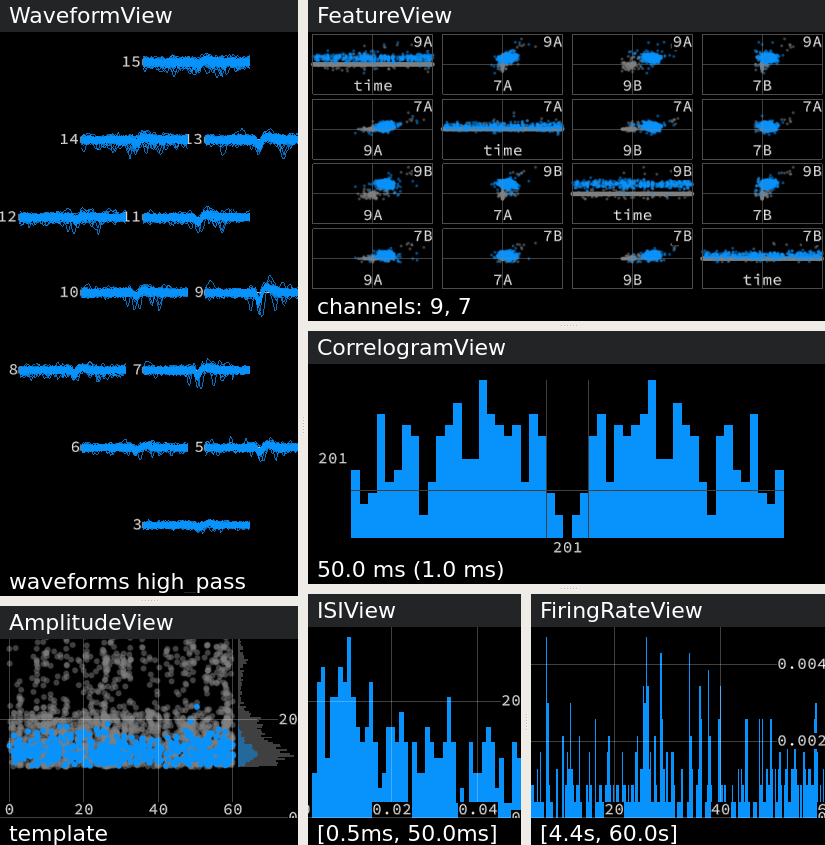 WaveformView
15
14 13
12 11
10 9
8 7
6 5
3
waveforms high_pass
FeatureView
9A 9A 9A 9A
time 7A 9B 7B
7A 7A 7A 7A
9A time 9B 7B
9B 9B 9B 9B
9A 7A time 7B
7B 7B 7B 7B
9A 7A 9B time
channels: 9, 7
CorrelogramView
201
201
50.0 ms (1.0 ms)
AmplitudeView
20
0 20 40 60
template
ISIView
20
0.02 0.04
[0.5ms, 50.0ms]
FiringRateView
0.004
0.002
20 40
[4.4s, 60.0s]